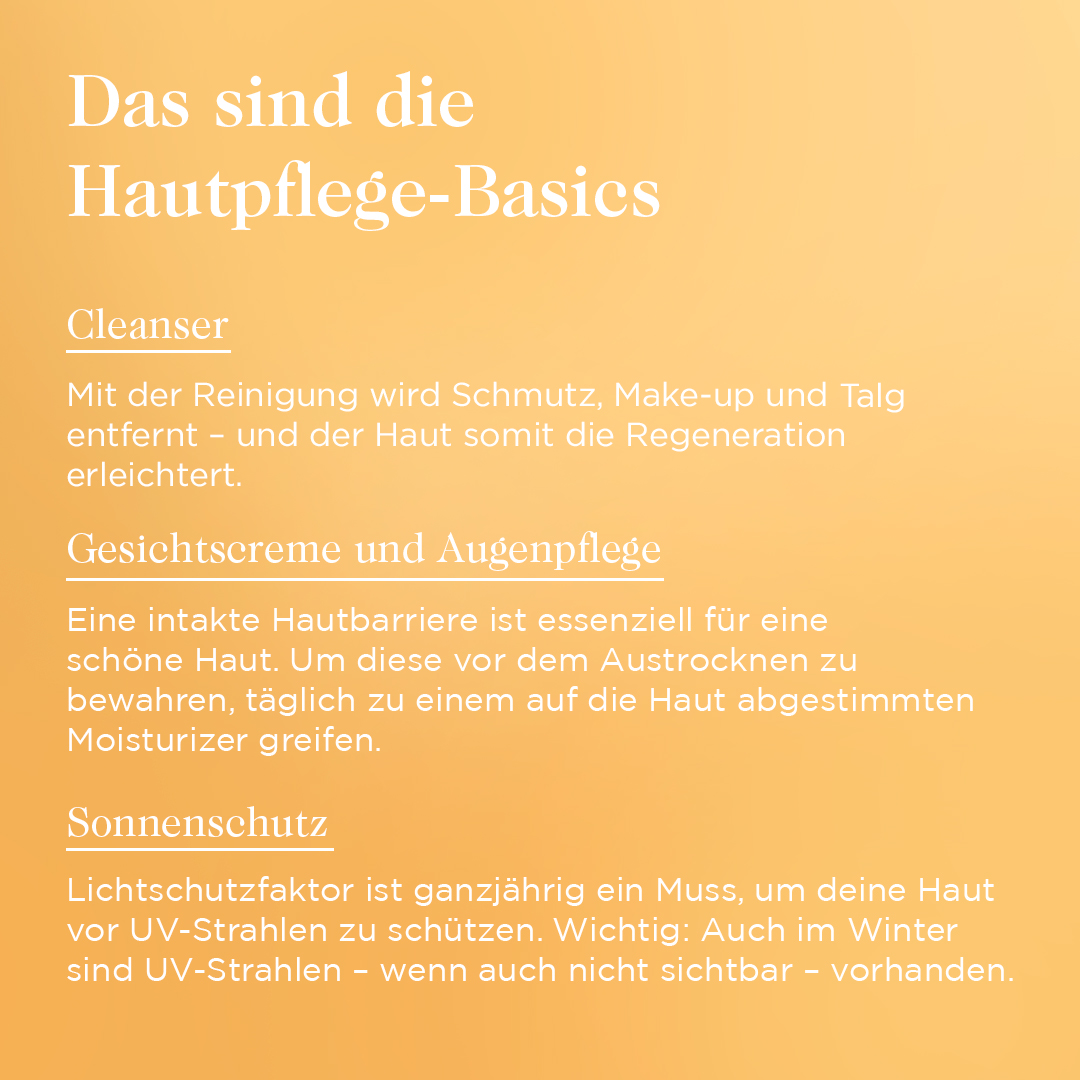 Das sind die
Hautpflege-Basics
Cleanser
Mit der Reinigung wird Schmutz, Make-up und Talg
entfernt – und der Haut somit die Regeneration
erleichtert.
Gesichtscreme und Augenpflege
Eine intakte Hautbarriere ist essenziell für eine
schöne Haut. Um diese vor dem Austrocknen zu
bewahren, täglich zu einem auf die Haut abgestimmten
Moisturizer greifen.
Sonnenschutz
Lichtschutzfaktor ist ganzjährig ein Muss, um deine Haut
vor UV-Strahlen zu schützen. Wichtig: Auch im Winter
sind UV-Strahlen – wenn auch nicht sichtbar – vorhanden.